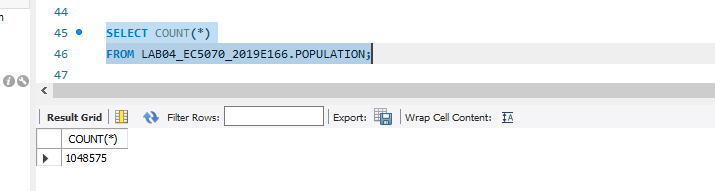 44
45 SELECT COUNT(*)
46 FROM LAB04_EC5070_2019E166.POPULATION;
47
Result Grid Filter Rows: Export: Wrap Cell Content:
COUNT(*)
1048575